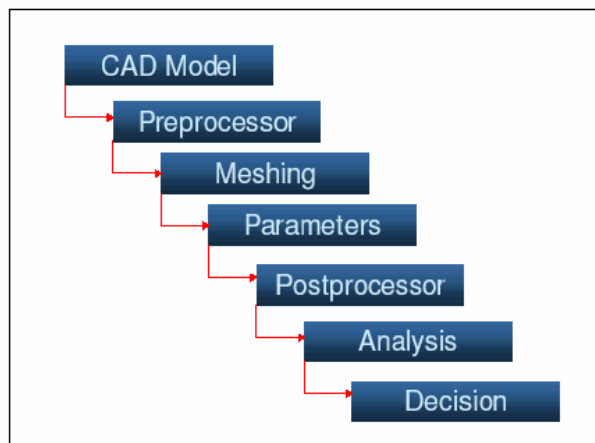 CAD Model
Preprocessor
Meshing
Parameters
Postprocessor
Analysis
Decision